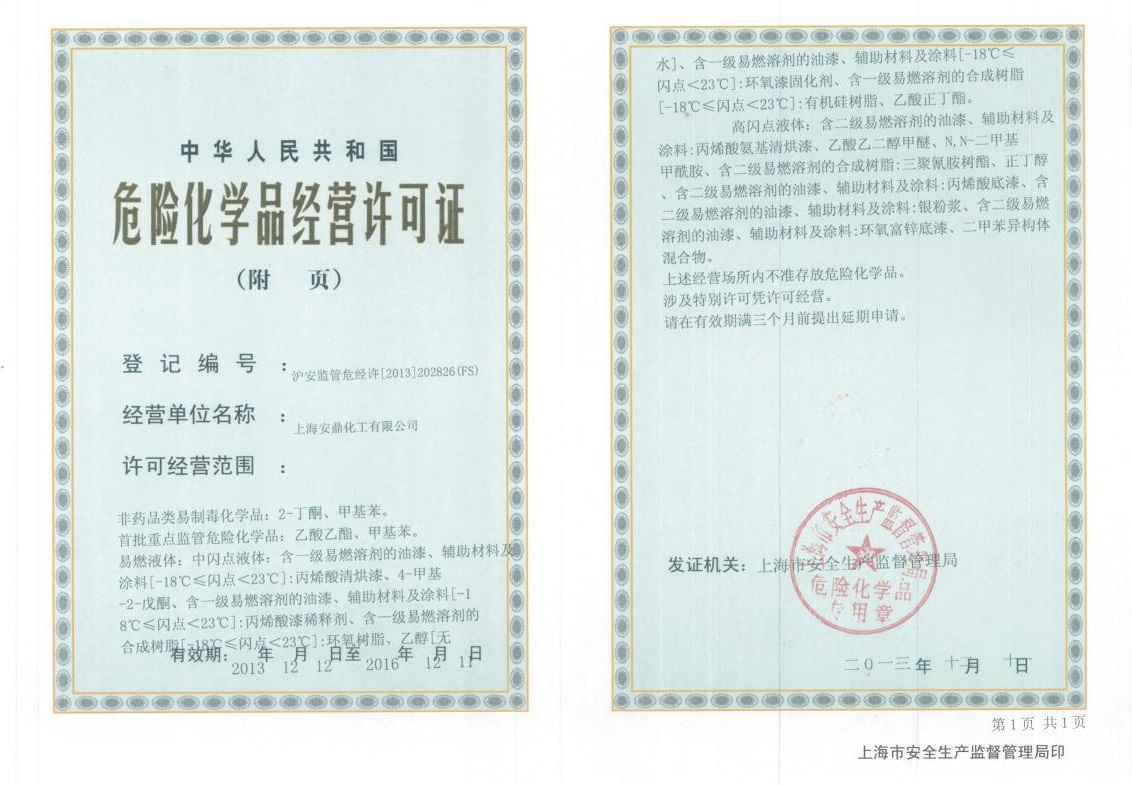 中华人民共和国
危险化学品经营许可证
(附 页)
登记编号：沪安监管危经许[2013]202826(FS)
经营单位名称：上海安鼎化工有限公司
许可经营范围：
非药品类易制毒化学品：2-丁酮、甲基苯。
首批重点监管危险化学品：乙酸乙酯、甲基苯。
易燃液体：中闪点液体：含一级易燃溶剂的油漆、辅助材料及
涂料[-18℃≤闪点＜23℃]:丙烯酸清烘漆、4-甲基
-2-戊酮、含一级易燃溶剂的油漆、辅助材料及涂料[-1
8℃≤闪点＜23℃]:丙烯酸漆稀释剂、含一级易燃溶剂的
合成树脂[-18℃≤闪点＜23℃]:环氧树脂、乙醇[无
有效期： 2013 年 12 月 12 日至 2016 年 12 月 11 日
水]、含一级易燃溶剂的油漆、辅助材料及涂料[-18℃≤
闪点＜23℃]:环氧漆固化剂、含一级易燃溶剂的合成树脂
[-18℃≤闪点＜23℃]:有机硅树脂、乙酸正丁酯。
高闪点液体：含二级易燃溶剂的油漆、辅助材料及
涂料:丙烯酸氨基清烘漆、乙酸乙二醇甲醚、N,N-二甲基
甲酰胺、含二级易燃溶剂的合成树脂:三聚氰胺树酯、正丁醇
、含二级易燃溶剂的油漆、辅助材料及涂料:丙烯酸底漆、含
二级易燃溶剂的油漆、辅助材料及涂料:银粉浆、含二级易燃
溶剂的油漆、辅助材料及涂料:环氧富锌底漆、二甲苯异构体
混合物。
上述经营场所内不准存放危险化学品。
涉及特别许可凭许可经营。
请在有效期满三个月前提出延期申请。
上海市安全生产监督管理局
危险化学品
专用章
发证机关：上海市安全生产监督管理局
二0一三年 十二月 十 日
第1页 共1页
上海市安全生产监督管理局印